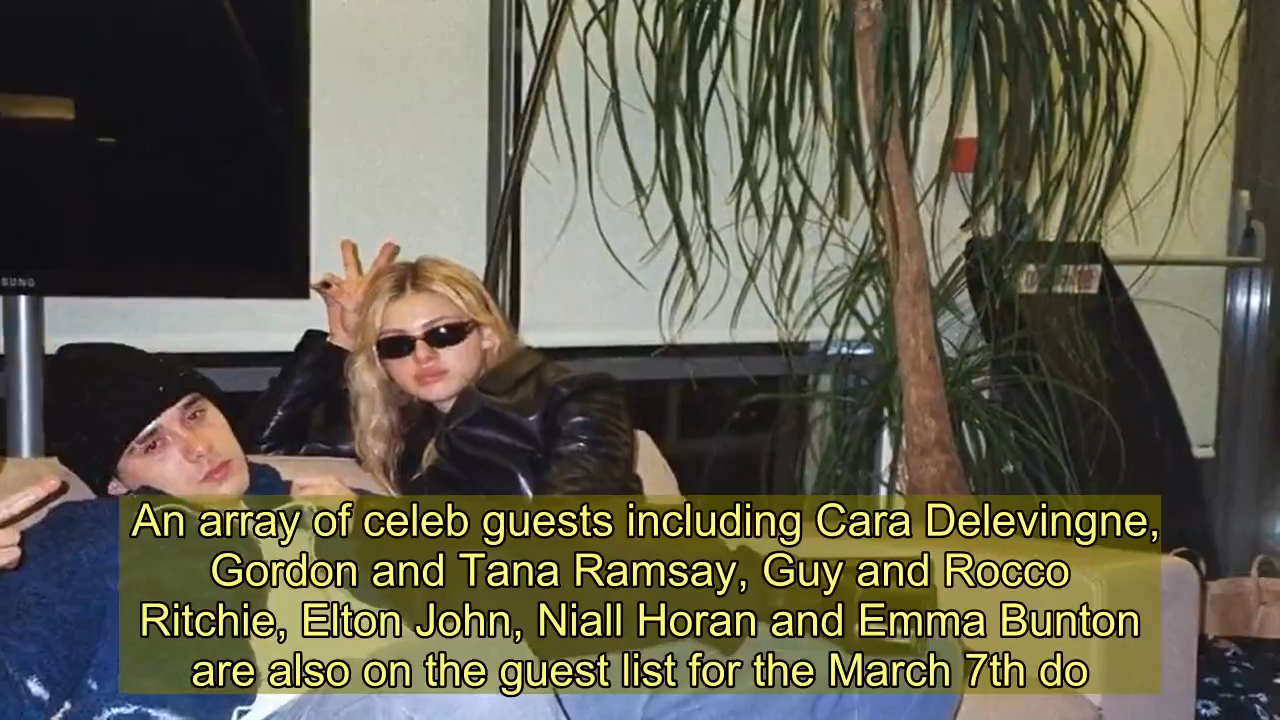 SUNG
An array of celeb guests including Cara Delevingne,
Gordon and Tana Ramsay, Guy and Rocco
Ritchie, Elton John, Niall Horan and Emma Bunton
are also on the guest list for the March 7th do